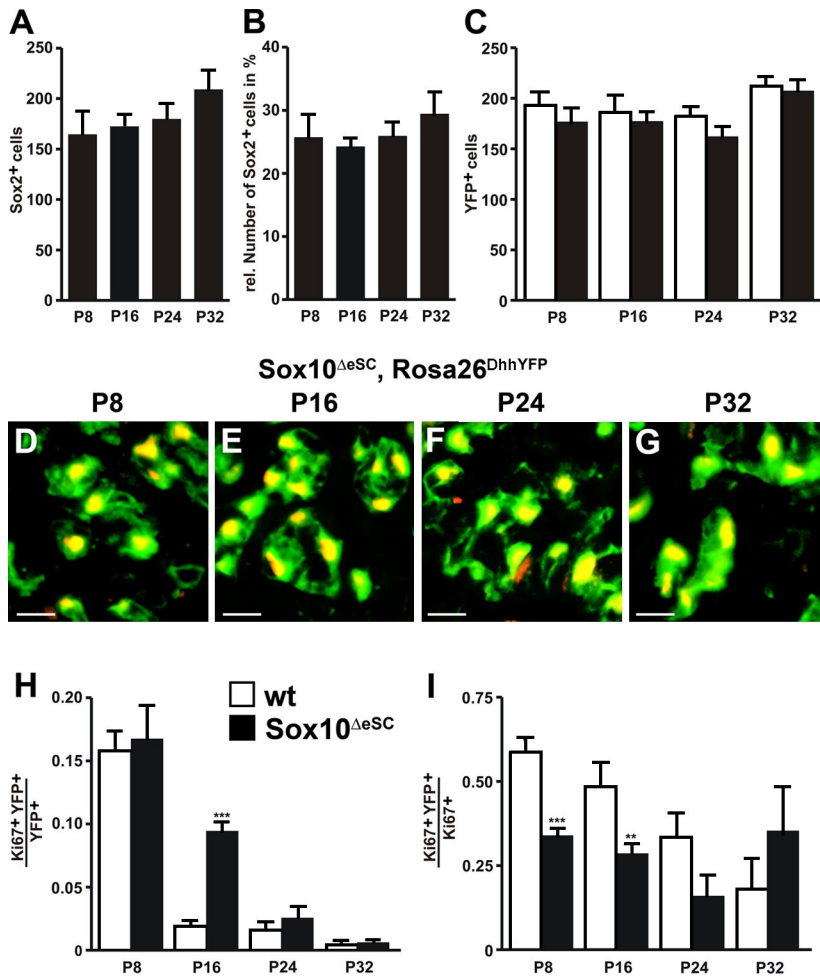 A
B
C
Sox2+ cells
250
200
150
100
50
0
P8 P16 P24 P32
rel. Number of Sox2+ cells in %
40
30
20
10
0
P8 P16 P24 P32
YFP+ cells
250
200
150
100
50
0
P8 P16 P24 P32
Sox10ΔeSC, Rosa26DhhYFP
P8 P16 P24 P32
D E F G
H
wt
Sox10ΔeSC
Ki67+ YFP+
YFP+
0.20
0.15
0.10
0.05
0
***
P8 P16 P24 P32
I
Ki67+ YFP+
Ki67+
0.75
0.50
0.25
0
***
**
P8 P16 P24 P32